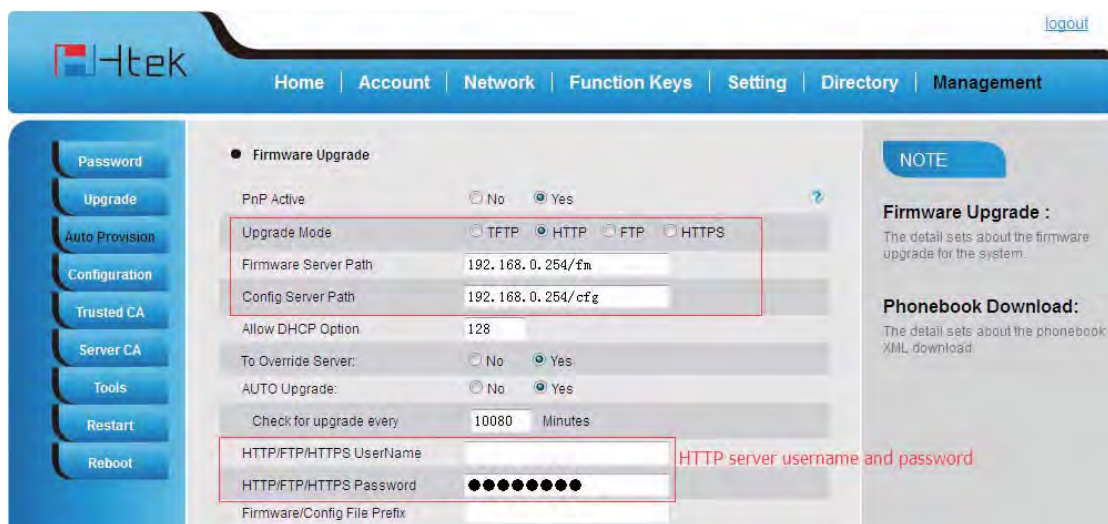 logout
Htek
Home | Account | Network | Function Keys | Setting | Directory | Management
Password
Upgrade
Auto Provision
Configuration
Trusted CA
Server CA
Tools
Restart
Reboot
Firmware Upgrade
PnP Active No Yes ?
Upgrade Mode TFTP HTTP FTP HTTPS
Firmware Server Path 192.168.0.254/fm
Config Server Path 192.168.0.254/cfg
Allow DHCP Option 128
To Override Server: No Yes
AUTO Upgrade: No Yes
Check for upgrade every 10080 Minutes
HTTP/FTP/HTTPS UserName
HTTP server username and password
HTTP/FTP/HTTPS Password ●●●●●●●●
Firmware/Config File Prefix
NOTE
Firmware Upgrade :
The detail sets about the firmware
upgrade for the system.
Phonebook Download:
The detail sets about the phonebook
XML download.